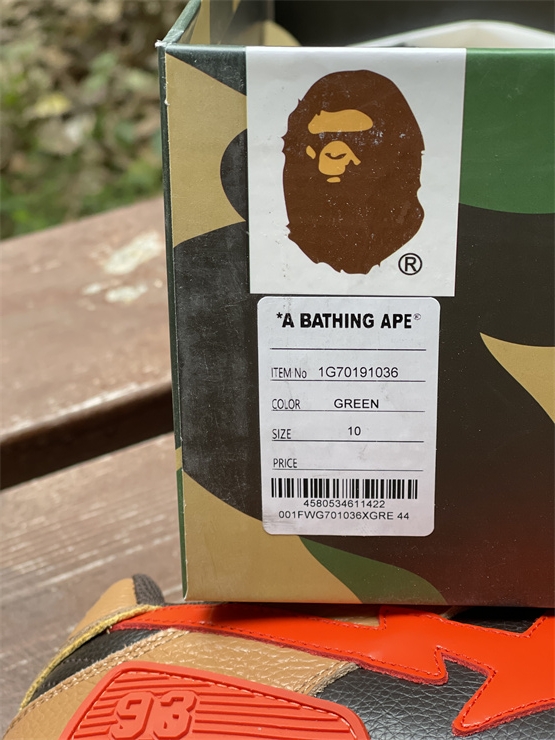 ®
*A BATHING APE®
ITEM No 1G70191036
COLOR GREEN
SIZE 10
PRICE
4580534611422
001FWG701036XGRE 44
93